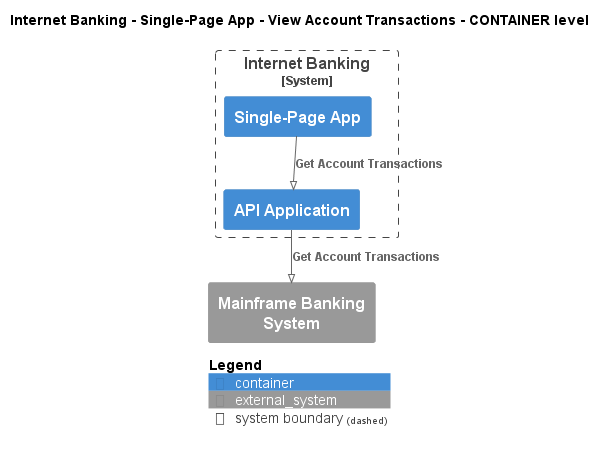 Internet Banking - Single-Page App - View Account Transactions - CONTAINER level
Internet Banking
[System]
Single-Page App
Get Account Transactions
API Application
Get Account Transactions
Mainframe Banking
System
Legend
container
external_system
system boundary (dashed)